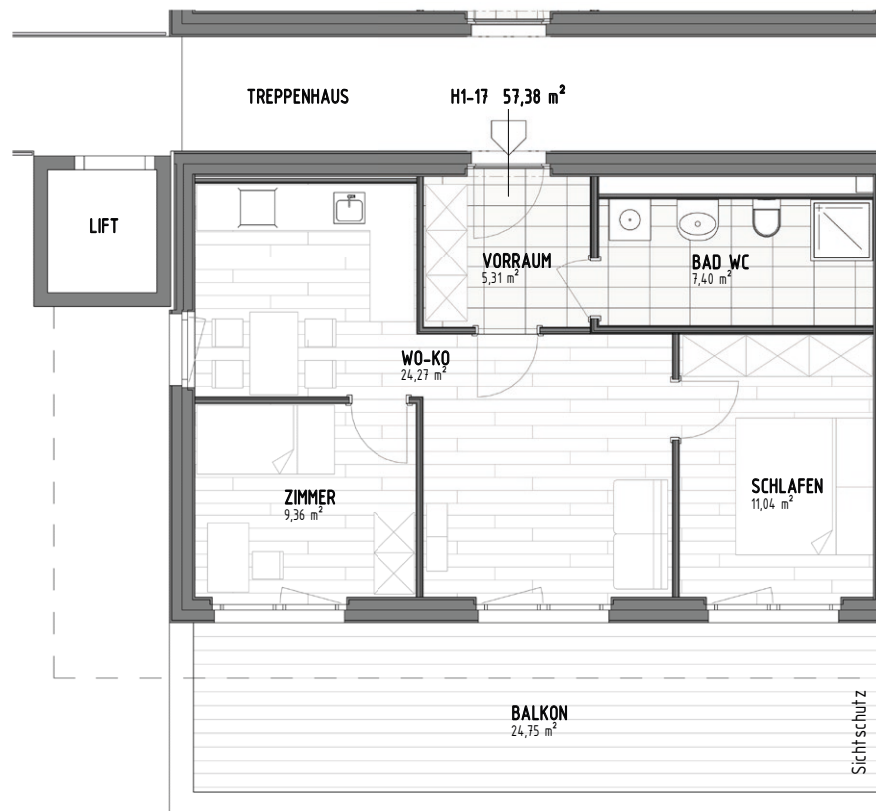 TREPPENHAUS
H1-17 57,38 m²
LIFT
VORRAUM
5,31 m²
BAD WC
7,40 m²
WO-KO
24,27 m²
ZIMMER
9,36 m²
SCHLAFEN
11,04 m²
BALKON
24,75 m²
Sichtschutz